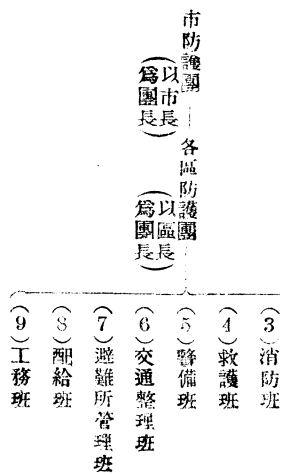 市防護團——各區防護團
(以市長爲團長)
(以區長爲團長)
(3)消防班
(4)救護班
(5)警備班
(6)交通整理班
(7)避難所管理班
(8)配給班
(9)工務班